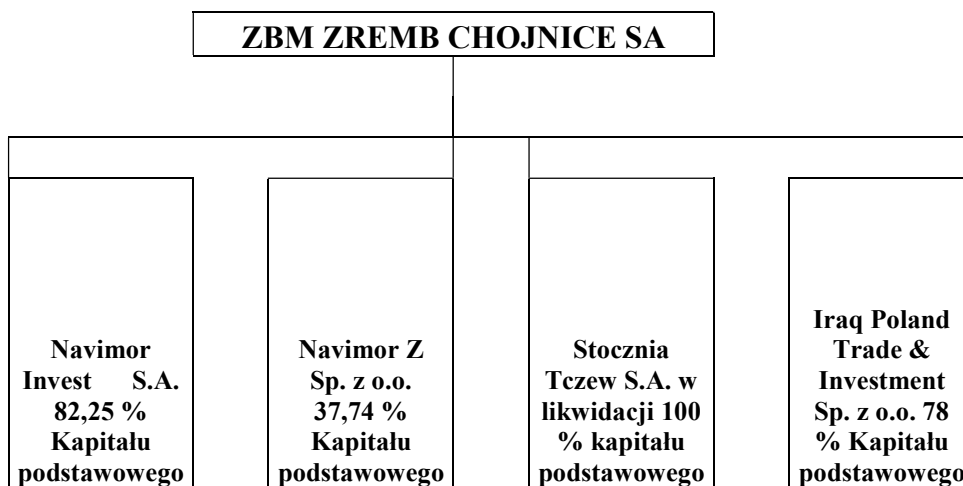 ZBM ZREMB CHOJNICE SA
Navimor
Invest S.A.
82,25 %
Kapitału
podstawowego
Navimor Z
Sp. z o.o.
37,74 %
Kapitału
podstawowego
Stocznia
Tczew S.A. w
likwidacji 100
% kapitału
podstawowego
Iraq Poland
Trade &
Investment
Sp. z o.o. 78
% Kapitału
podstawowego